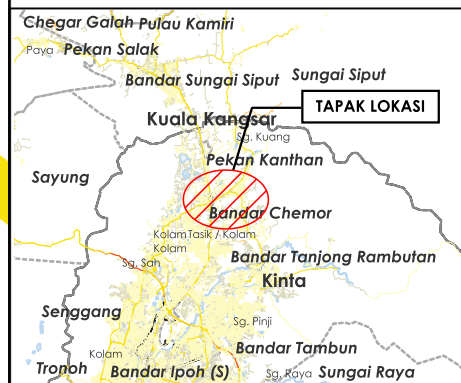 Chegar Galah Pulau Kamiri
Paya Pekan Salak
Bandar Sungai Siput Sungai Siput
TAPAK LOKASI
Kuala Kangsar
Sg. Kuang
Pekan Kanthan
Sayung
Bandar Chemor
Kolam Tasik / Kolam
Kolam
Bandar Tanjong Rambutan
Sg. Sah
Kinta
Senggang
Sg. Pinji
Bandar Tambun
Kolam
Tronoh
Bandar Ipoh (S)
Sg. Raya Sungai Raya